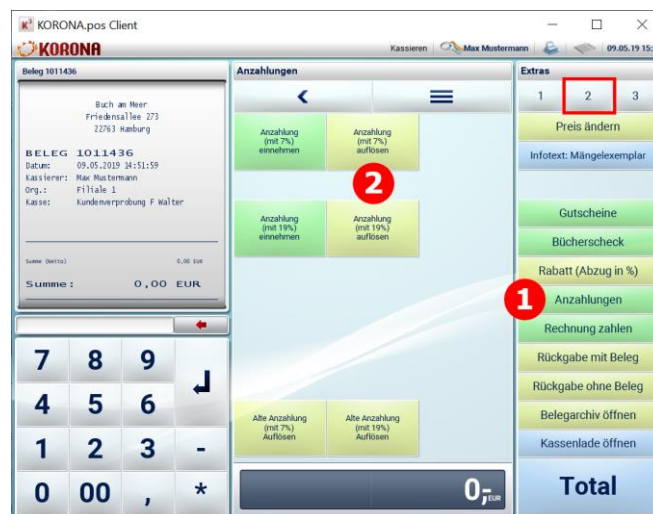 KORONA.pos Client
KORONA
Kassieren
Max Mustermann
09.05.19 15:
Beleg 1011436
Buch am Meer
Friedensallee 273
22763 Hamburg
BELEG 1011436
Datum: 09.05.2019 14:51:59
Kassierer: Max Mustermann
Org.: Filiale 1
Kasse: Kundenverprobung F Walter
Summe (Netto) 0,00 EUR
Summe: 0,00 EUR
7 8 9
4 5 6
1 2 3 -
0 00 , *
Anzahlungen
Anzahlung
(mit 7%)
einnehmen
Anzahlung
(mit 7%)
auflösen
2
Anzahlung
(mit 19%)
einnehmen
Anzahlung
(mit 19%)
auflösen
Alte Anzahlung
(mit 7%)
Auflösen
Alte Anzahlung
(mit 19%)
Auflösen
0,- EUR
Extras
1 2 3
Preis ändern
Infotext: Mängelexemplar
Gutscheine
Bücherscheck
Rabatt (Abzug in %)
1
Anzahlungen
Rechnung zahlen
Rückgabe mit Beleg
Rückgabe ohne Beleg
Belegarchiv öffnen
Kassenlade öffnen
Total